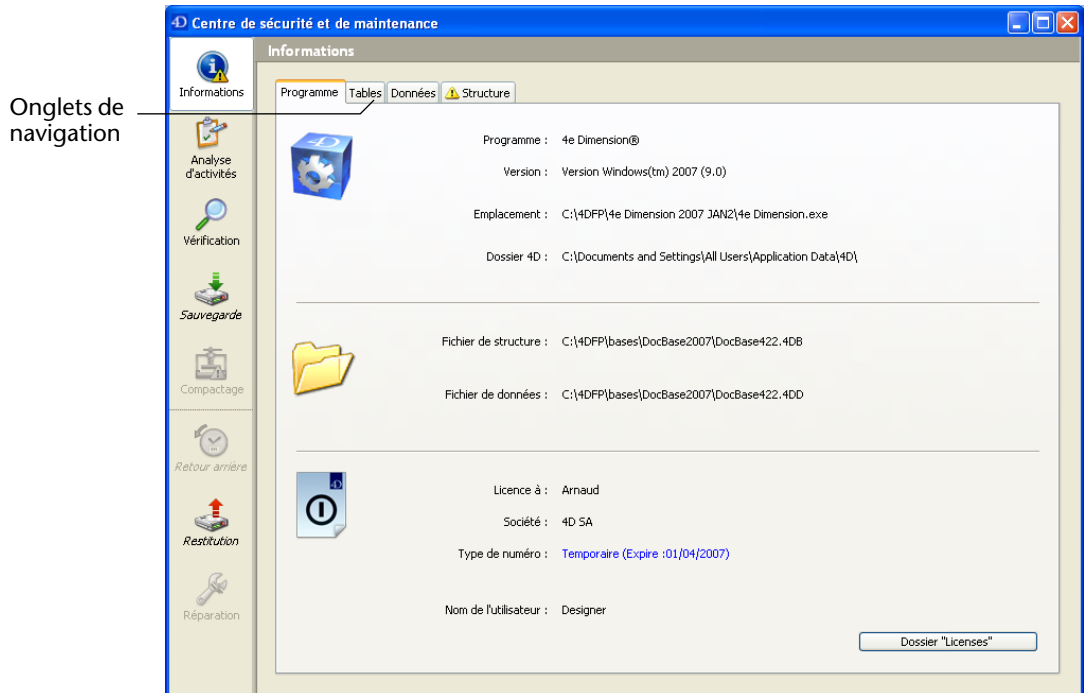 4D Centre de sécurité et de maintenance
Informations
Informations
Onglets de
navigation
Programme Tables Données Structure
Analyse
d'activités
Vérification
Sauvegarde
Compactage
Retour arrière
Restitution
Réparation
Programme : 4e Dimension®
Version : Version Windows(tm) 2007 (9.0)
Emplacement : C:\4DFP\4e Dimension 2007 JAN2\4e Dimension.exe
Dossier 4D : C:\Documents and Settings\All Users\Application Data\4D\
Fichier de structure : C:\4DFP\bases\DocBase2007\DocBase422.4DB
Fichier de données : C:\4DFP\bases\DocBase2007\DocBase422.4DD
Licence à : Arnaud
Société : 4D SA
Type de numéro : Temporaire (Expire :01/04/2007)
Nom de l'utilisateur : Designer
Dossier "Licenses"